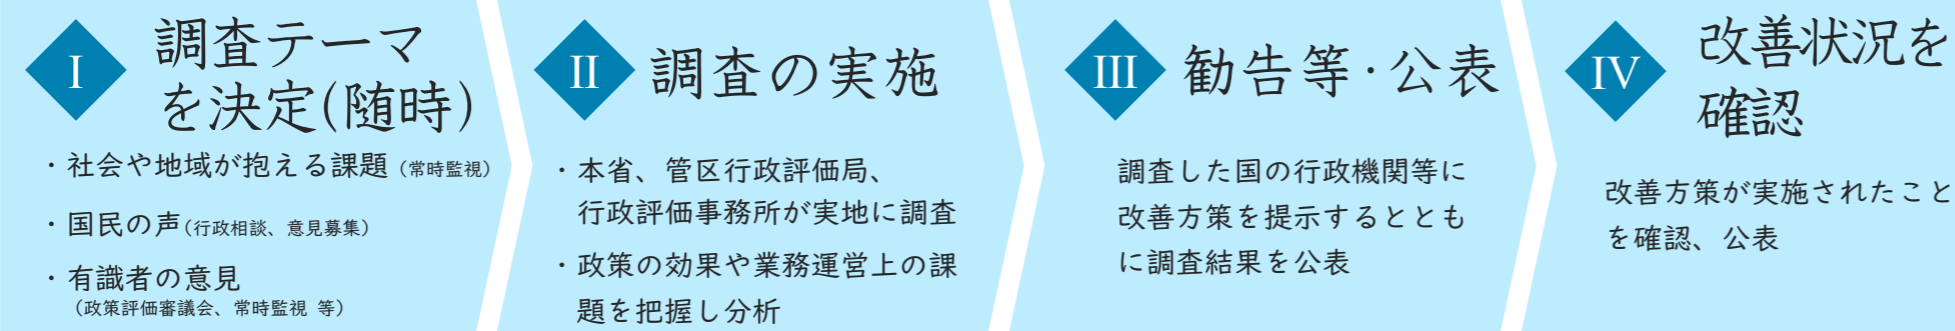 I
調査テーマ
を決定(随時)
・社会や地域が抱える課題(常時監視)
・国民の声(行政相談、意見募集)
・有識者の意見
(政策評価審議会、常時監視 等)
II
調査の実施
・本省、管区行政評価局、
行政評価事務所が実地に調査
・政策の効果や業務運営上の課
題を把握し分析
III
勧告等・公表
調査した国の行政機関等に
改善方策を提示するととも
に調査結果を公表
IV
改善状況を
確認
改善方策が実施されたこと
を確認、公表